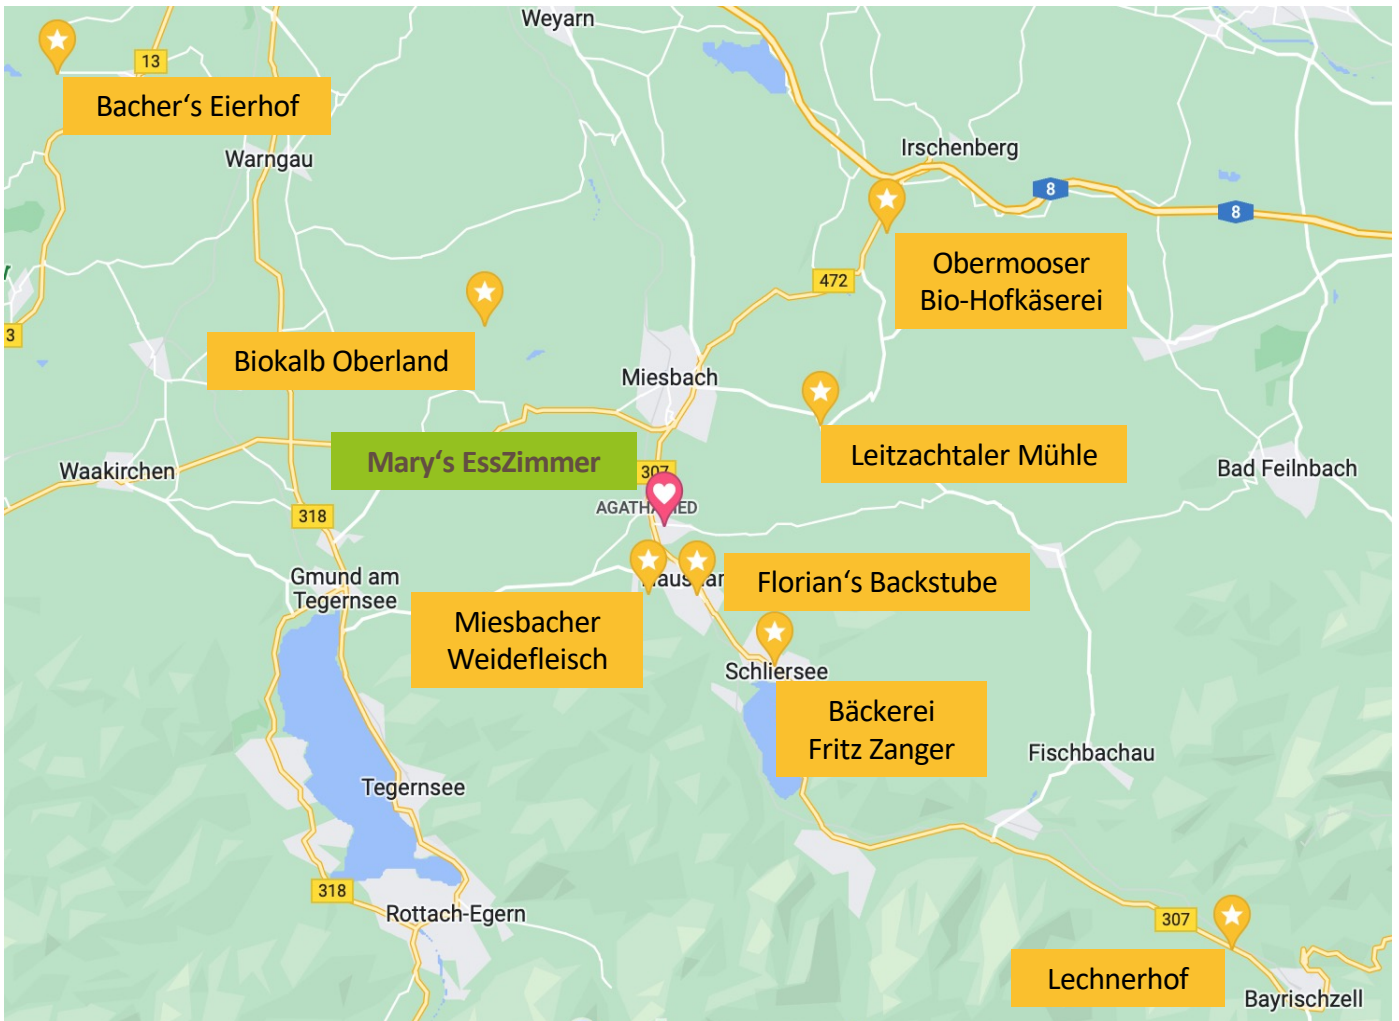 Weyarn
13
Bacher‘s Eierhof
Warngau
Irschenberg
8
8
Obermooser
Bio-Hofkäserei
472
3
Biokalb Oberland
Miesbach
Leitzachtaler Mühle
Mary‘s EssZimmer
307
Waakirchen
Bad Feilnbach
318
Gmund am
Tegernsee
Florian‘s Backstube
Miesbacher
Weidefleisch
Schliersee
Bäckerei
Fritz Zanger
Fischbachau
Tegernsee
318
Rottach-Egern
307
Lechnerhof
Bayrischzell